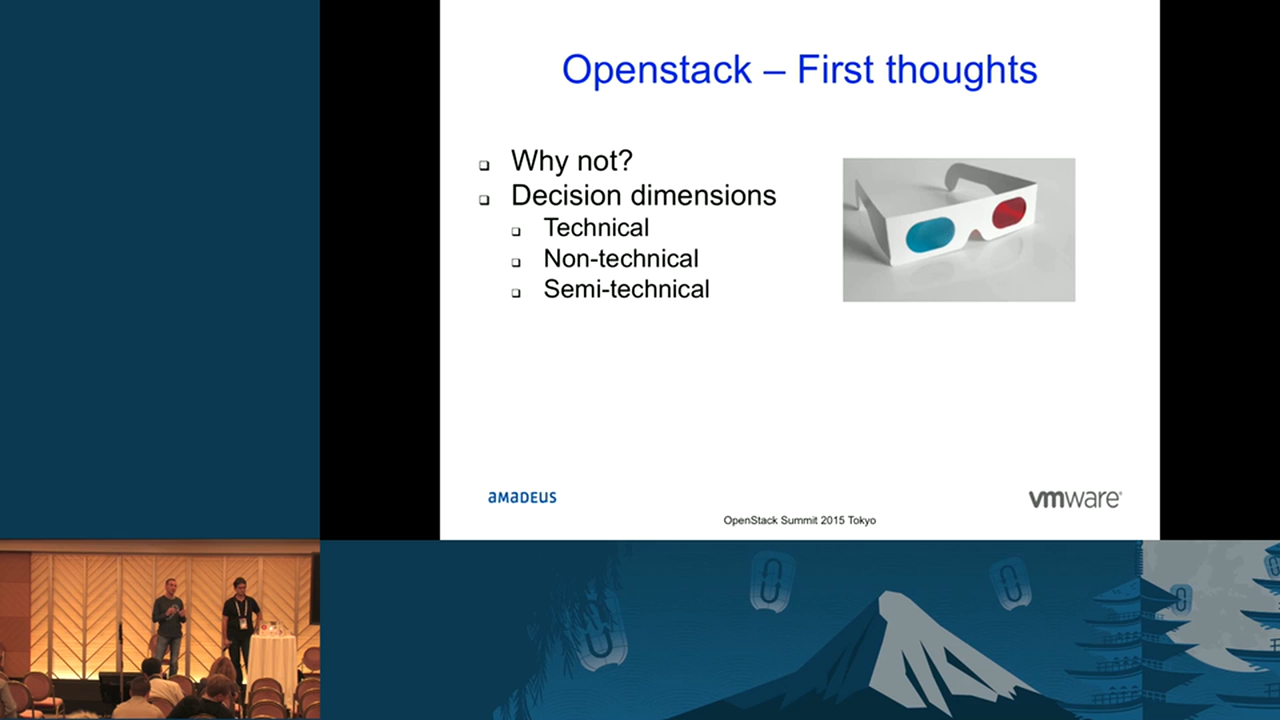 Openstack – First thoughts
Why not?
Decision dimensions
Technical
Non-technical
Semi-technical
amadeus
vmware®
OpenStack Summit 2015 Tokyo